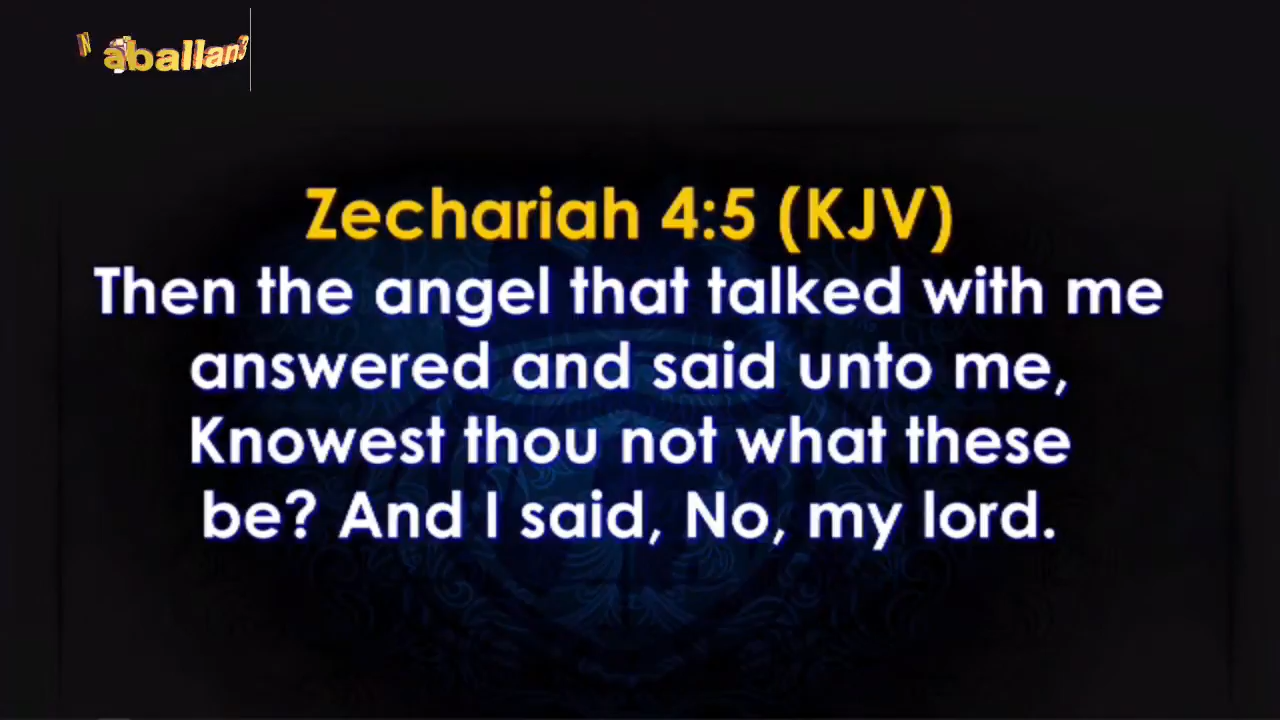 Zechariah 4:5 (KJV)
Then the angel that talked with me
answered and said unto me,
Knowest thou not what these
be? And I said, No, my lord.